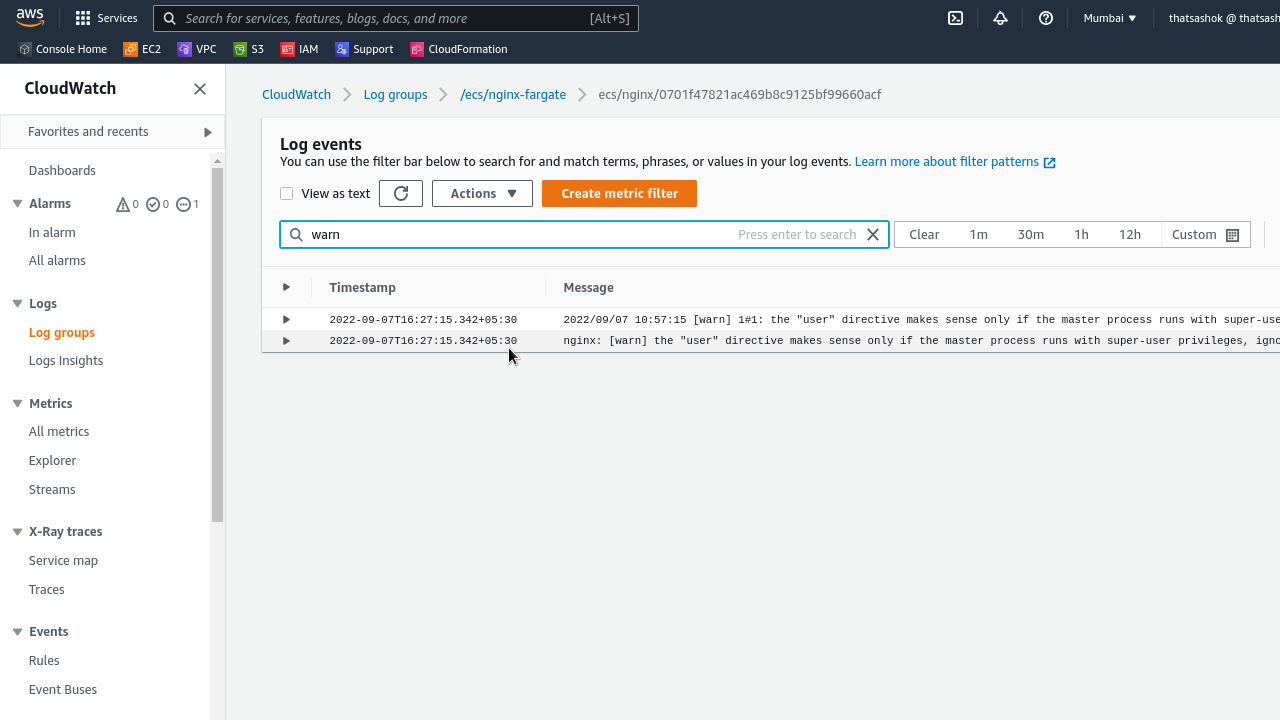 aws Services Search for services, features, blogs, docs, and more [Alt+S] Mumbai thatsashok @ thatsash
Console Home EC2 VPC S3 IAM Support CloudFormation
CloudWatch
Favorites and recents
Dashboards
Alarms 0 0 1
In alarm
All alarms
Logs
Log groups
Logs Insights
Metrics
All metrics
Explorer
Streams
X-Ray traces
Service map
Traces
Events
Rules
Event Buses
CloudWatch Log groups /ecs/nginx-fargate ecs/nginx/0701f47821ac469b8c9125bf99660acf
Log events
You can use the filter bar below to search for and match terms, phrases, or values in your log events. Learn more about filter patterns
View as text Actions Create metric filter
warn Press enter to search Clear 1m 30m 1h 12h Custom
Timestamp Message
2022-09-07T16:27:15.342+05:30 2022/09/07 10:57:15 [warn] 1#1: the "user" directive makes sense only if the master process runs with super-use
2022-09-07T16:27:15.342+05:30 nginx: [warn] the "user" directive makes sense only if the master process runs with super-user privileges, igno